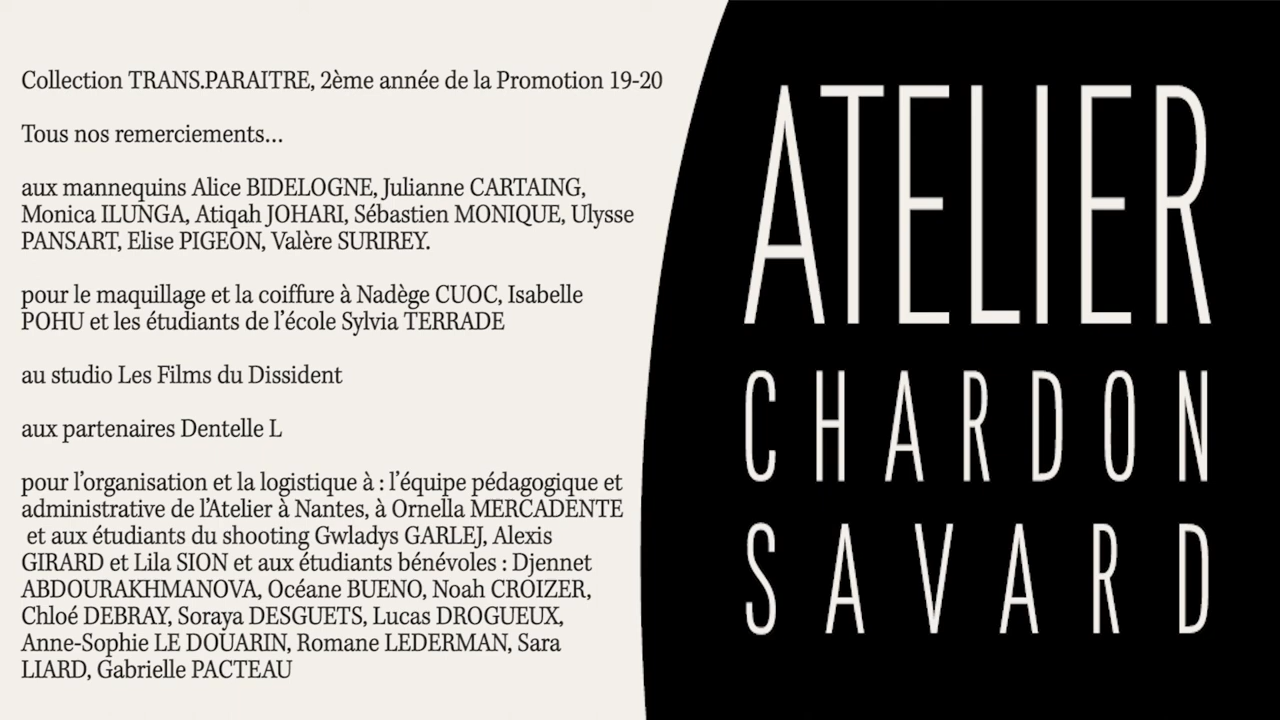 Collection TRANS.PARAITRE, 2ème année de la Promotion 19-20
Tous nos remerciements...
aux mannequins Alice BIDELOGNE, Julianne CARTAING,
Monica ILUNGA, Atiqah JOHARI, Sébastien MONIQUE, Ulysse
PANSART, Elise PIGEON, Valère SURIREY.
pour le maquillage et la coiffure à Nadège CUOC, Isabelle
POHU et les étudiants de l’école Sylvia TERRADE
au studio Les Films du Dissident
aux partenaires Dentelle L
pour l’organisation et la logistique à : l’équipe pédagogique et
administrative de l’Atelier à Nantes, à Ornella MERCADENTE
et aux étudiants du shooting Gwladys GARLEJ, Alexis
GIRARD et Lila SION et aux étudiants bénévoles : Djennet
ABDOURAKHMANOVA, Océane BUENO, Noah CROIZER,
Chloé DEBRAY, Soraya DESGUETS, Lucas DROGUEUX,
Anne-Sophie LE DOUARIN, Romane LEDERMAN, Sara
LIARD, Gabrielle PACTEAU
ATELIER
CHARDON
SAVARD